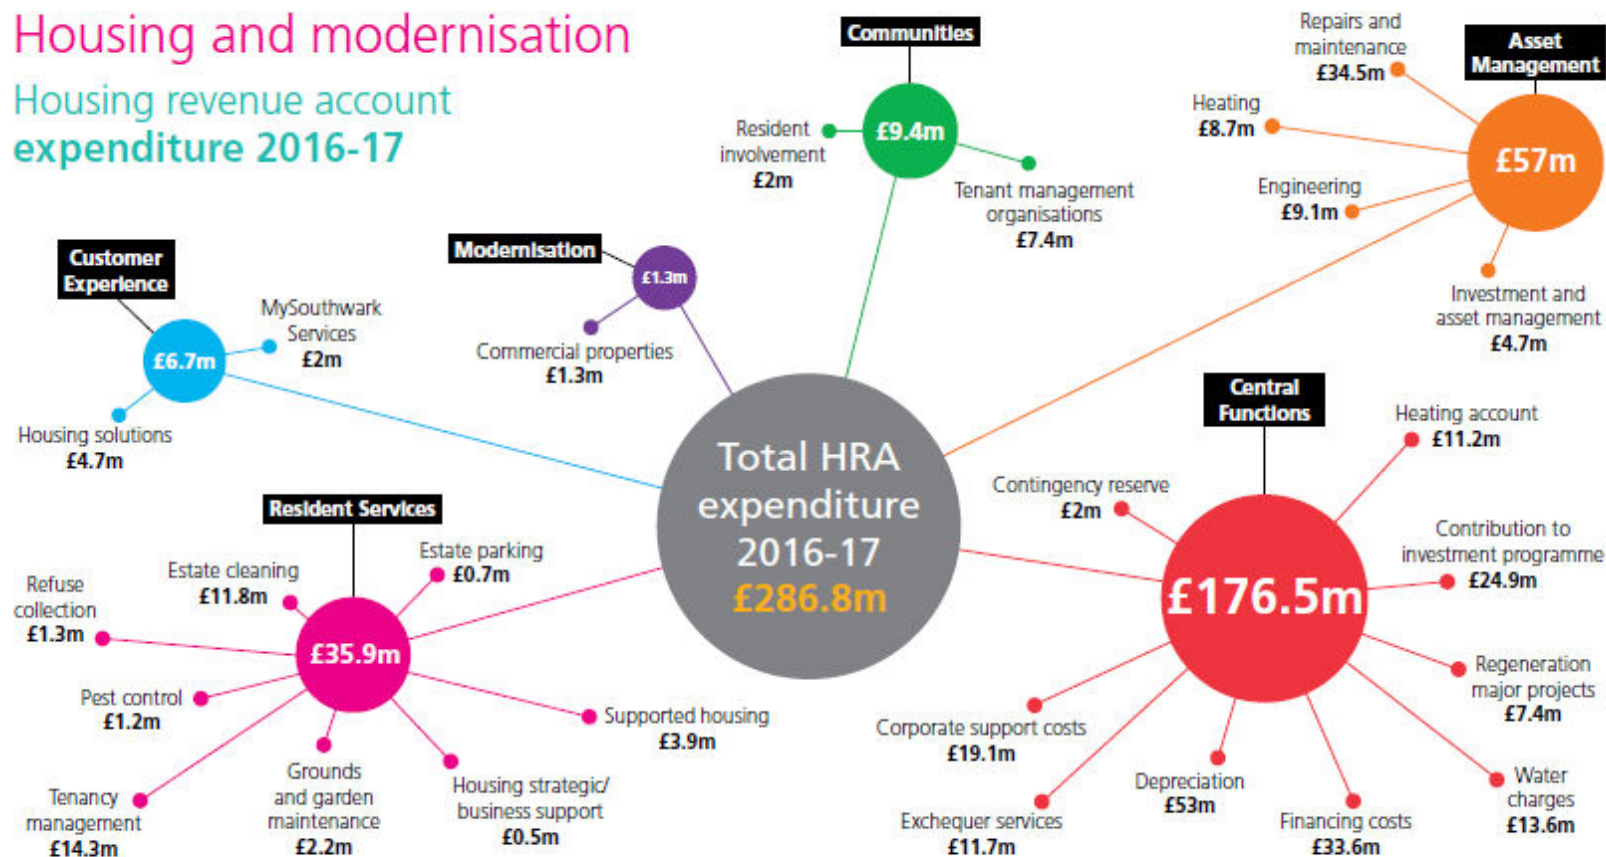 Housing and modernisation
Housing revenue account
expenditure 2016-17
Communities
£9.4m
Resident
involvement
£2m
Tenant management
organisations
£7.4m
Asset
Management
£57m
Repairs and
maintenance
£34.5m
Heating
£8.7m
Engineering
£9.1m
Investment and
asset management
£4.7m
Customer
Experience
£6.7m
MySouthwark
Services
£2m
Housing solutions
£4.7m
Modernisation
£1.3m
Commercial properties
£1.3m
Total HRA
expenditure
2016-17
£286.8m
Central
Functions
£176.5m
Heating account
£11.2m
Contingency reserve
£2m
Contribution to
investment programme
£24.9m
Regeneration
major projects
£7.4m
Water
charges
£13.6m
Financing costs
£33.6m
Depreciation
£53m
Exchequer services
£11.7m
Corporate support costs
£19.1m
Resident Services
£35.9m
Estate parking
£0.7m
Estate cleaning
£11.8m
Refuse
collection
£1.3m
Pest control
£1.2m
Tenancy
management
£14.3m
Grounds
and garden
maintenance
£2.2m
Housing strategic/
business support
£0.5m
Supported housing
£3.9m